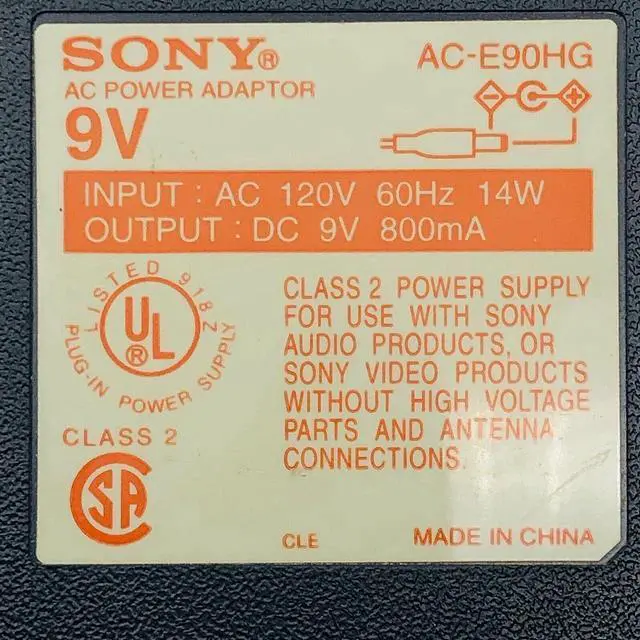 SONY®
AC-E90HG
AC POWER ADAPTOR
9V
INPUT : AC 120V 60Hz 14W
OUTPUT : DC 9V 800mA
LISTED 918Z
UL®
PLUG-IN POWER SUPPLY
CLASS 2
SA
CLASS 2 POWER SUPPLY
FOR USE WITH SONY
AUDIO PRODUCTS, OR
SONY VIDEO PRODUCTS
WITHOUT HIGH VOLTAGE
PARTS AND ANTENNA
CONNECTIONS.
CLE
MADE IN CHINA